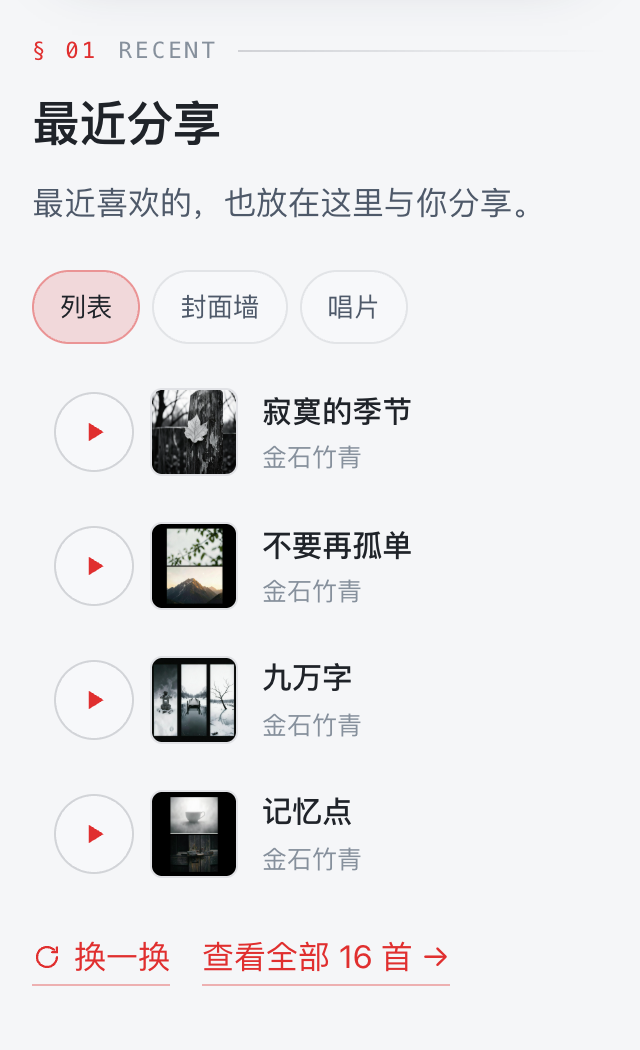 § 01 RECENT
最近分享
最近喜欢的，也放在这里与你分享。
列表 封面墙 唱片
寂寞的季节
金石竹青
不要再孤单
金石竹青
九万字
金石竹青
记忆点
金石竹青
换一换 查看全部 16 首 →